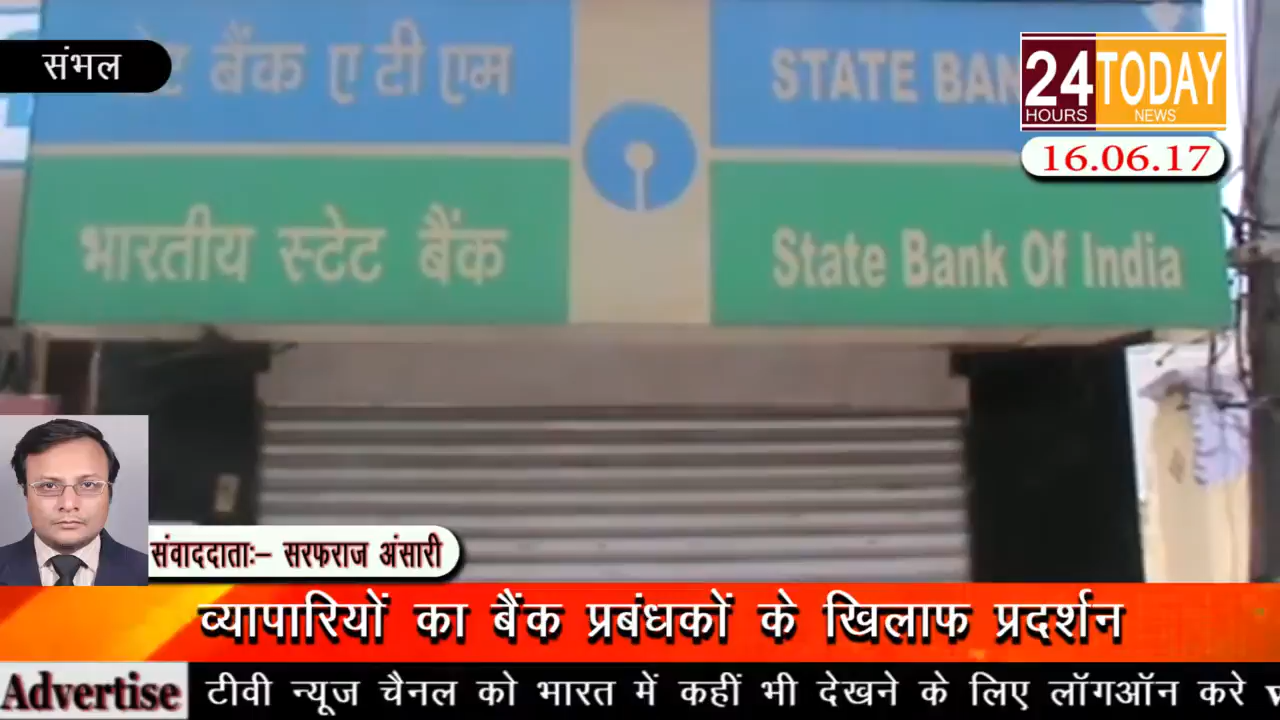 संभल
बैंक ए टी एम
STATE BAN
24 TODAY
HOURS NEWS
16.06.17
भारतीय स्टेट बैंक
State Bank Of India
संवाददाताः– सरफराज अंसारी
व्यापारियों का बैंक प्रबंधकों के खिलाफ प्रदर्शन
Advertise टीवी न्यूज चैनल को भारत में कहीं भी देखने के लिए लॉगऑन करे